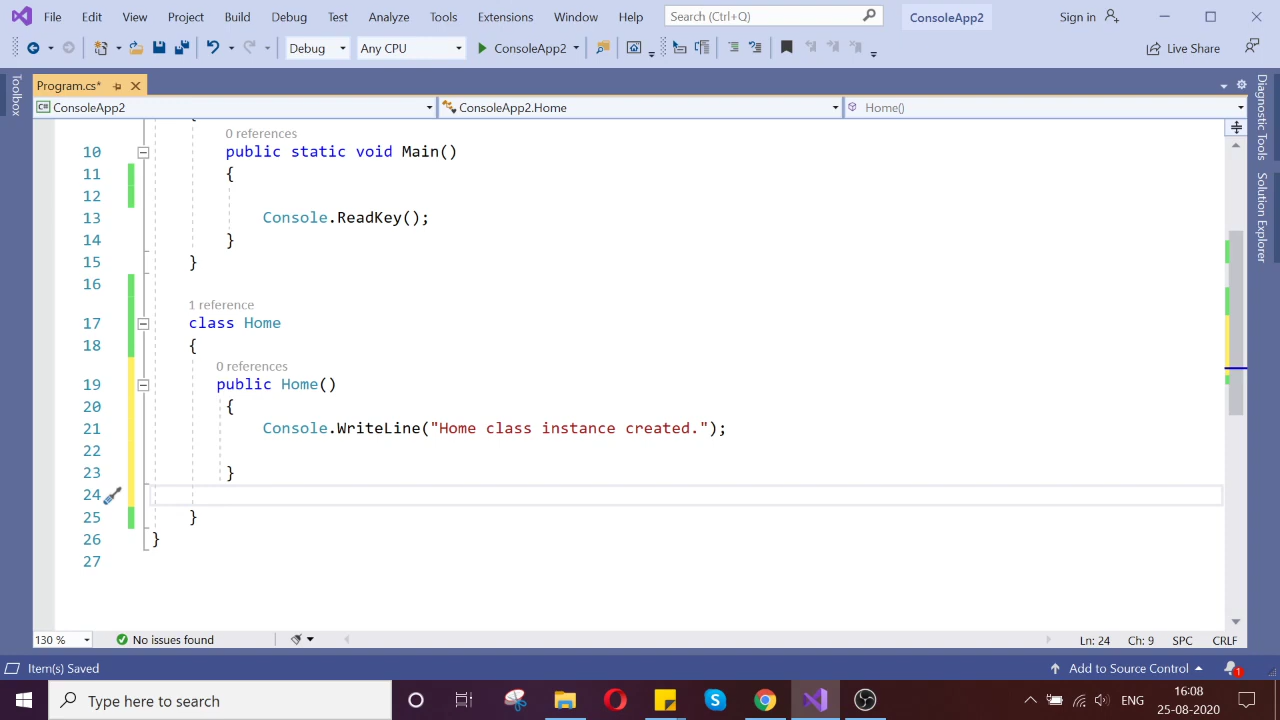 File Edit View Project Build Debug Test Analyze Tools Extensions Window Help Search (Ctrl+Q) ConsoleApp2 Sign in
Debug Any CPU ConsoleApp2 Live Share
Program.cs*
ConsoleApp2 ConsoleApp2.Home Home()
Toolbox
Diagnostic Tools
Solution Explorer
0 references
10 public static void Main()
11 {
12
13 Console.ReadKey();
14 }
15 }
16
1 reference
17 class Home
18 {
0 references
19 public Home()
20 {
21 Console.WriteLine("Home class instance created.");
22
23 }
24
25 }
26 }
27
130 % No issues found Ln: 24 Ch: 9 SPC CRLF
Item(s) Saved Add to Source Control 1
Type here to search ENG 16:08
25-08-2020